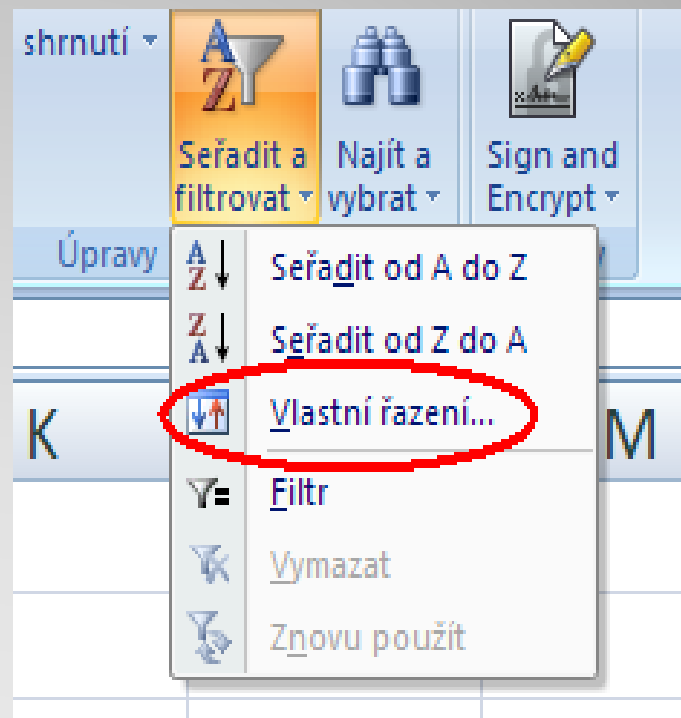 shrnutí
Seřadit a
filtrovat
Najít a
vybrat
Sign and
Encrypt
Úpravy
Seřadit od A do Z
Seřadit od Z do A
Vlastní řazení...
Filtr
Vymazat
Znovu použít
K
M